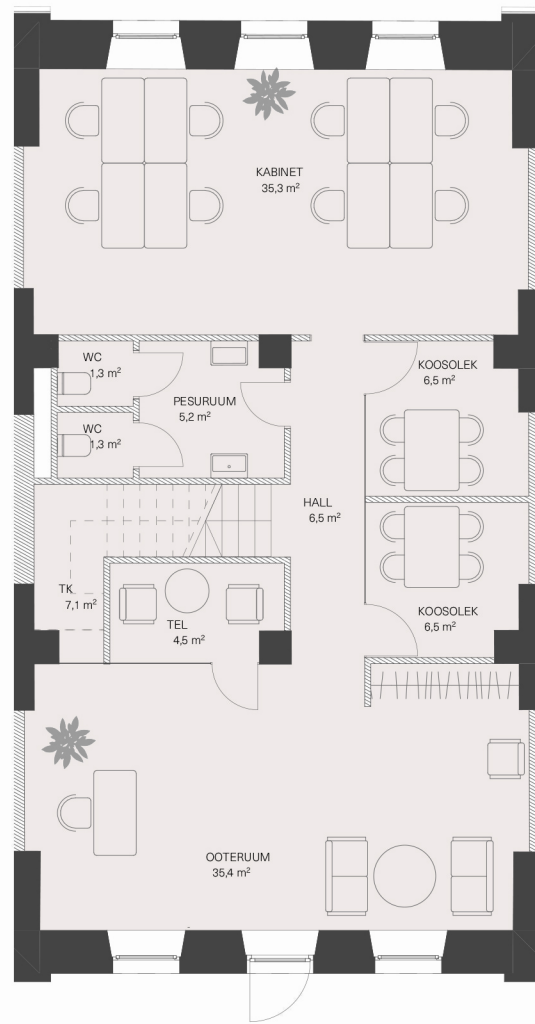 KABINET
35,3 m²
WC
1,3 m²
KOOSOLEK
6,5 m²
PESURUUM
5,2 m²
WC
1,3 m²
HALL
6,5 m²
TK
7,1 m²
TEL
4,5 m²
KOOSOLEK
6,5 m²
OOTERUUM
35,4 m²